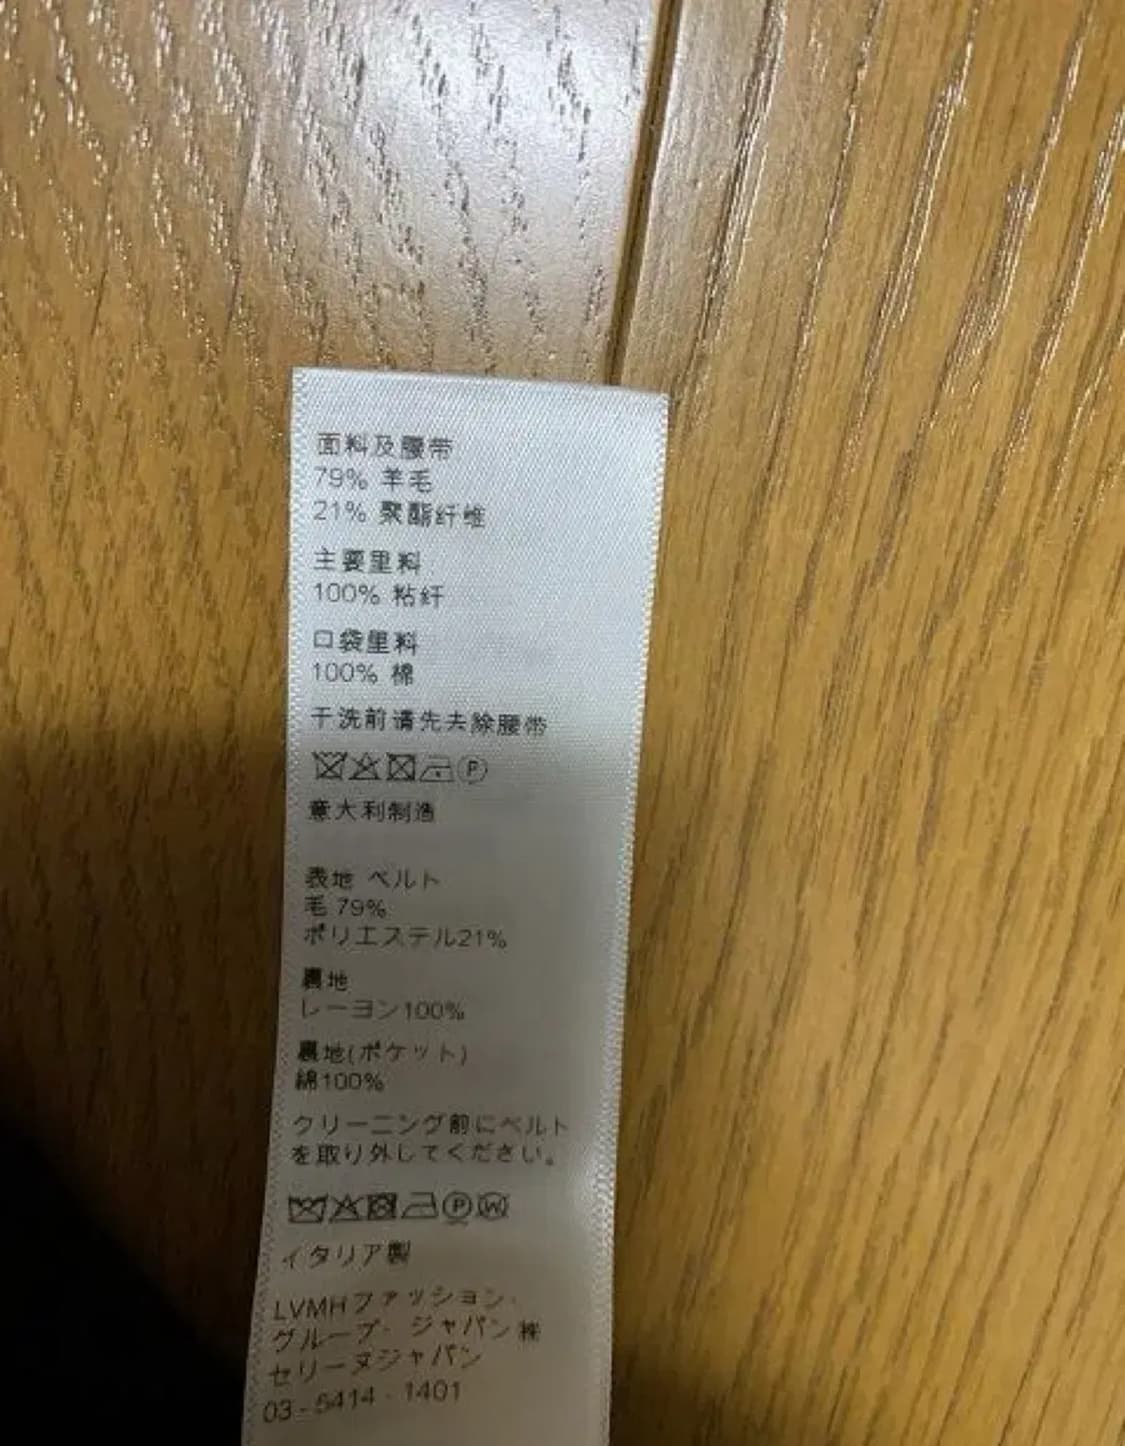 面料及腰带
79% 羊毛
21% 聚酯纤维
主要里料
100% 粘纤
口袋里料
100% 棉
干洗前请先去除腰带
P
意大利制造
表地 ベルト
毛 79%
ポリエステル21%
裏地
レーヨン100%
裏地(ポケット)
綿100%
クリーニング前にベルト
を取り外してください。
P W
イタリア製
LVMHファッション・
グループ・ジャパン㈱
セリーヌジャパン
03-5414-1401